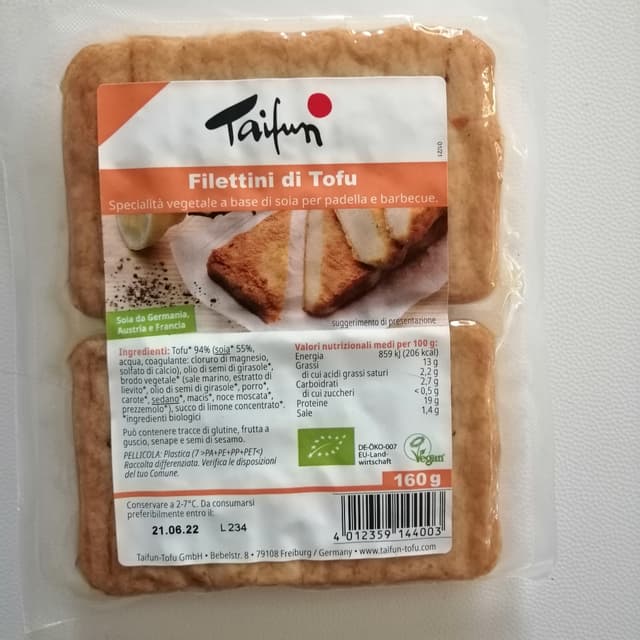 Taifun
01/21
Filettini di Tofu
Specialità vegetale a base di soia per padella e barbecue.
Soia da Germania,
Austria e Francia
suggerimento di presentazione
Ingredienti: Tofu* 94% (soia* 55%,
acqua, coagulante: cloruro di magnesio,
solfato di calcio), olio di semi di girasole*,
brodo vegetale* (sale marino, estratto di
lievito*, olio di semi di girasole*, porro*,
carote*, sedano*, macis*, noce moscata*,
prezzemolo*), succo di limone concentrato*.
*ingredienti biologici
Può contenere tracce di glutine, frutta a
guscio, senape e semi di sesamo.
PELLICOLA: Plastica (7 >PA+PE+PP+PET<)
Raccolta differenziata. Verifica le disposizioni
del tuo Comune.
Valori nutrizionali medi per 100 g:
Energia 859 kJ (206 kcal)
Grassi 13 g
di cui acidi grassi saturi 2,2 g
Carboidrati 2,7 g
di cui zuccheri < 0,5 g
Proteine 19 g
Sale 1,4 g
DE-ÖKO-007
EU-Land-
wirtschaft
Vegan
160 g
Conservare a 2-7°C. Da consumarsi
preferibilmente entro il:
21.06.22 L 234
4 012359 144003
Taifun-Tofu GmbH • Bebelstr. 8 • 79108 Freiburg / Germany • www.taifun-tofu.com